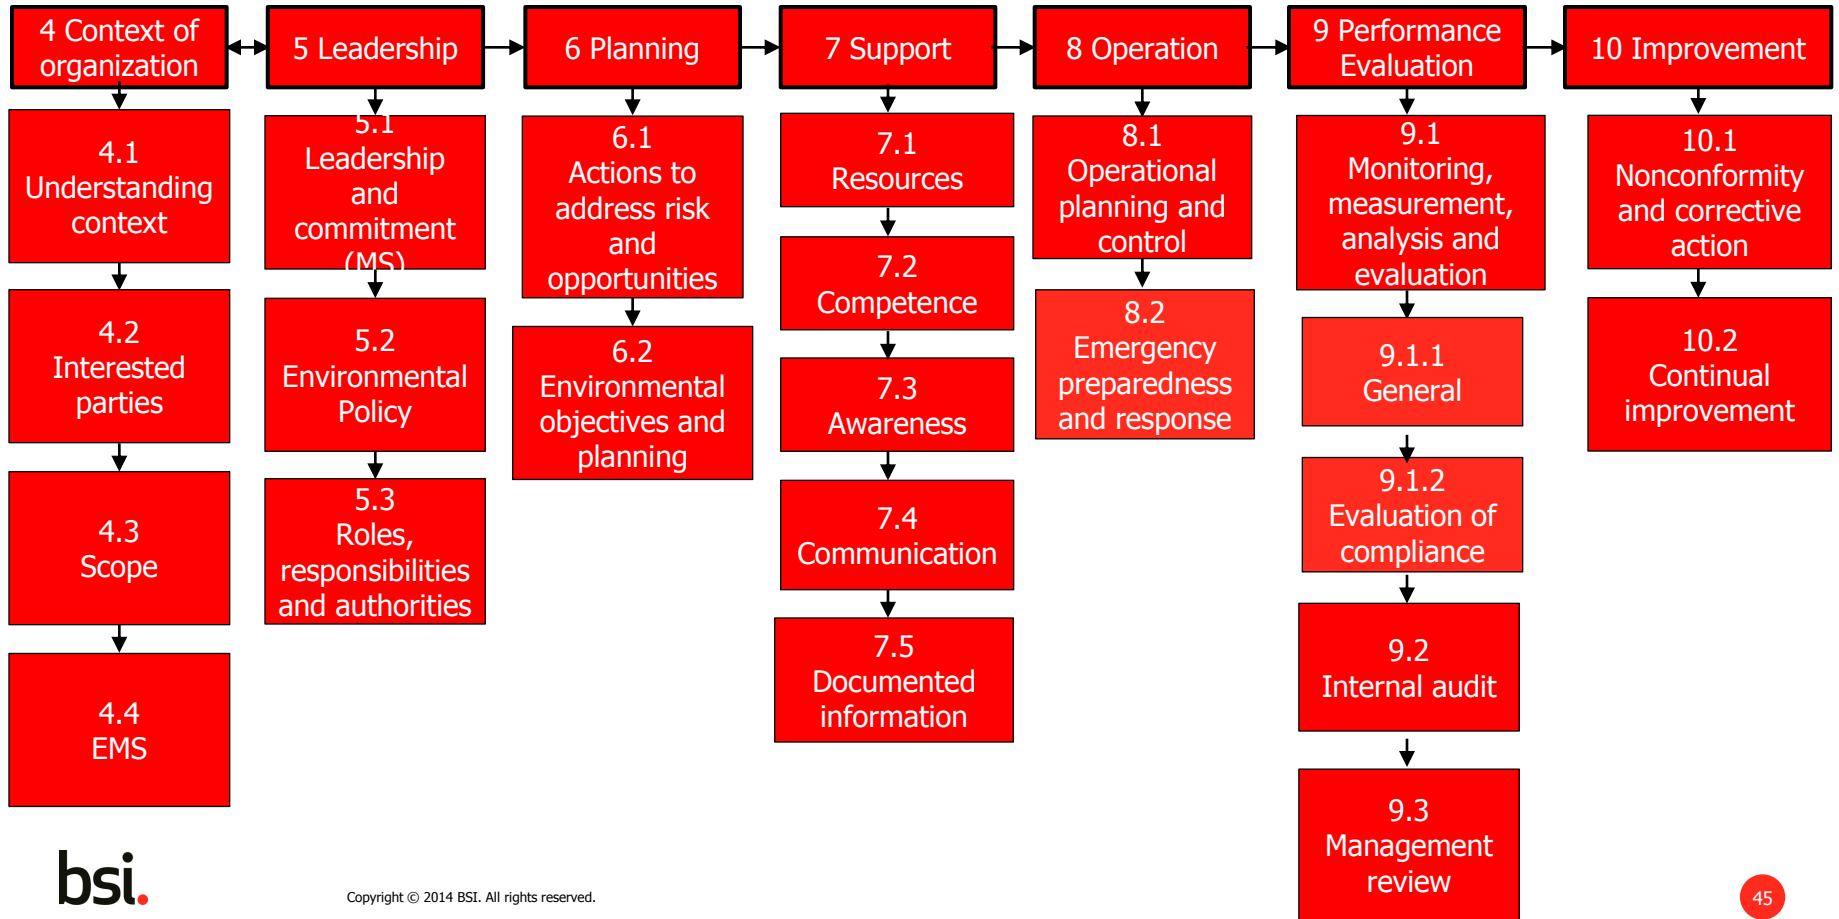 4 Context of
organization
5 Leadership
6 Planning
7 Support
8 Operation
9 Performance
Evaluation
10 Improvement
4.1
Understanding
context
4.2
Interested
parties
4.3
Scope
4.4
EMS
5.1
Leadership
and
commitment
(MS)
5.2
Environmental
Policy
5.3
Roles,
responsibilities
and authorities
6.1
Actions to
address risk
and
opportunities
6.2
Environmental
objectives and
planning
7.1
Resources
7.2
Competence
7.3
Awareness
7.4
Communication
7.5
Documented
information
8.1
Operational
planning and
control
8.2
Emergency
preparedness
and response
9.1
Monitoring,
measurement,
analysis and
evaluation
9.1.1
General
9.1.2
Evaluation of
compliance
9.2
Internal audit
9.3
Management
review
10.1
Nonconformity
and corrective
action
10.2
Continual
improvement
bsi.
Copyright © 2014 BSI. All rights reserved.
45